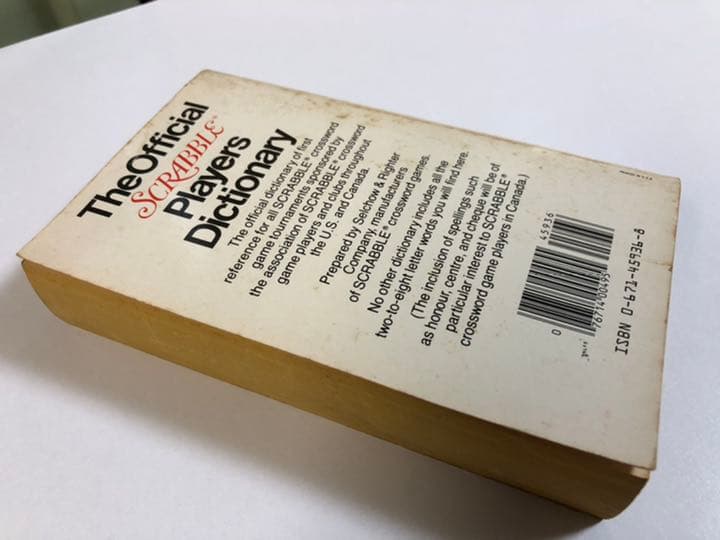 The Official
SCRABBLE®
Players
Dictionary
The official dictionary of first
reference for all SCRABBLE® crossword
game tournaments sponsored by
the association of SCRABBLE® crossword
game players and clubs throughout
the U.S. and Canada.
Prepared by Selchow & Righter
Company, manufacturers
of SCRABBLE® crossword games.
No other dictionary includes all the
two-to-eight letter words you will find here.
(The inclusion of spellings such
as honour, centre, and cheque will be of
particular interest to SCRABBLE®
crossword game players in Canada.)
45936
0
76714 00495
ISBN 0-671-45936-8